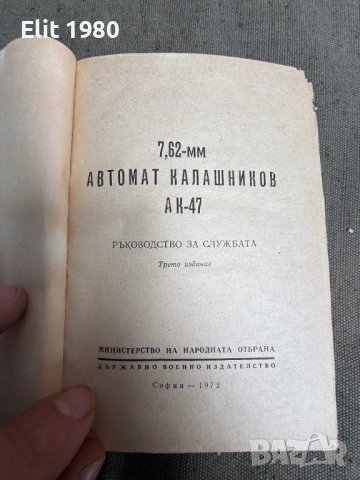 Elit 1980
7,62-мм
АВТОМАТ КАЛАШНИКОВ
АК-47
РЪКОВОДСТВО ЗА СЛУЖБАТА
Трето издание
МИНИСТЕРСТВО НА НАРОДНАТА ОТБРАНА
ДЪРЖАВНО ВОЕННО ИЗДАТЕЛСТВО
София — 1972
bazar